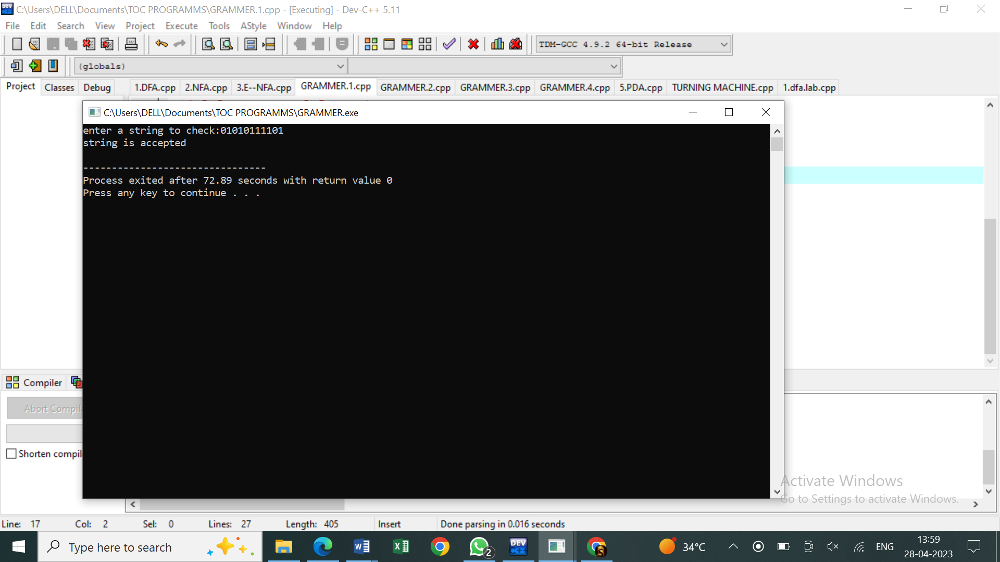 C:\Users\DELL\Documents\TOC PROGRAMMS\GRAMMER.1.cpp - [Executing] - Dev-C++ 5.11
File Edit Search View Project Execute Tools AStyle Window Help
TDM-GCC 4.9.2 64-bit Release
(globals)
Project Classes Debug 1.DFA.cpp 2.NFA.cpp 3.E--NFA.cpp GRAMMER.1.cpp GRAMMER.2.cpp GRAMMER.3.cpp GRAMMER.4.cpp 5.PDA.cpp TURNING MACHINE.cpp 1.dfa.lab.cpp
C:\Users\DELL\Documents\TOC PROGRAMMS\GRAMMER.exe
enter a string to check:01010111101
string is accepted
--------------------------------
Process exited after 72.89 seconds with return value 0
Press any key to continue . . .
Compiler
Abort Compil
Shorten compil
Activate Windows
Go to Settings to activate Windows.
Line: 17 Col: 2 Sel: 0 Lines: 27 Length: 405 Insert Done parsing in 0.016 seconds
Type here to search
2
DEV
C++
34°C
ENG
13:59
28-04-2023